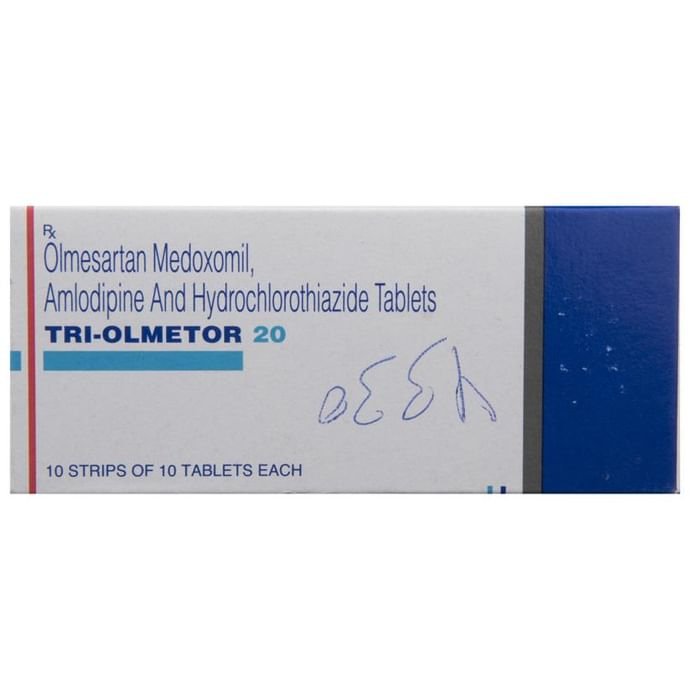 Rx
Olmesartan Medoxomil,
Amlodipine And Hydrochlorothiazide Tablets
TRI-OLMETOR 20
10 STRIPS OF 10 TABLETS EACH